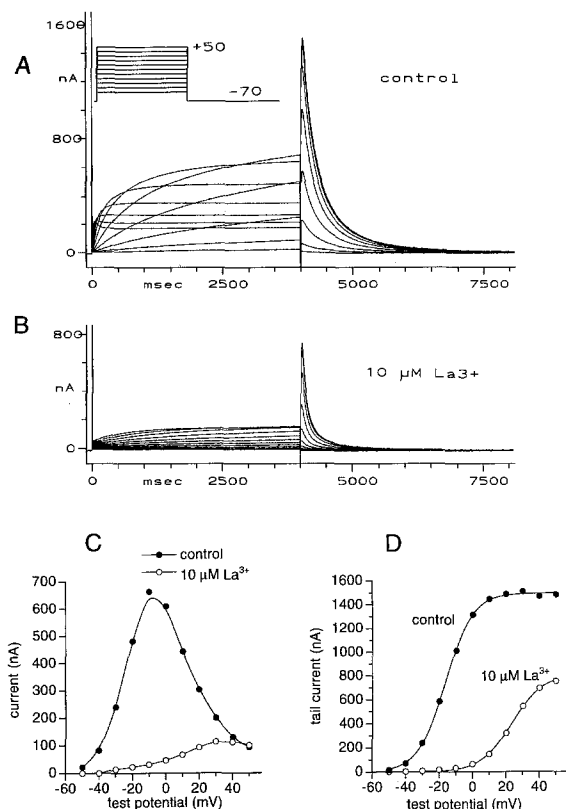 A
1600
nA
800
0
+50
-70
control
0 msec 2500 5000 7500
B
800
nA
0
10 µM La3+
0 msec 2500 5000 7500
C
control
10 µM La³⁺
700
600
500
400
300
200
100
0
current (nA)
-60 -40 -20 0 20 40
test potential (mV)
D
1600
1400
1200
1000
800
600
400
200
0
tail current (nA)
control
10 µM La³⁺
-60 -40 -20 0 20 40
test potential (mV)